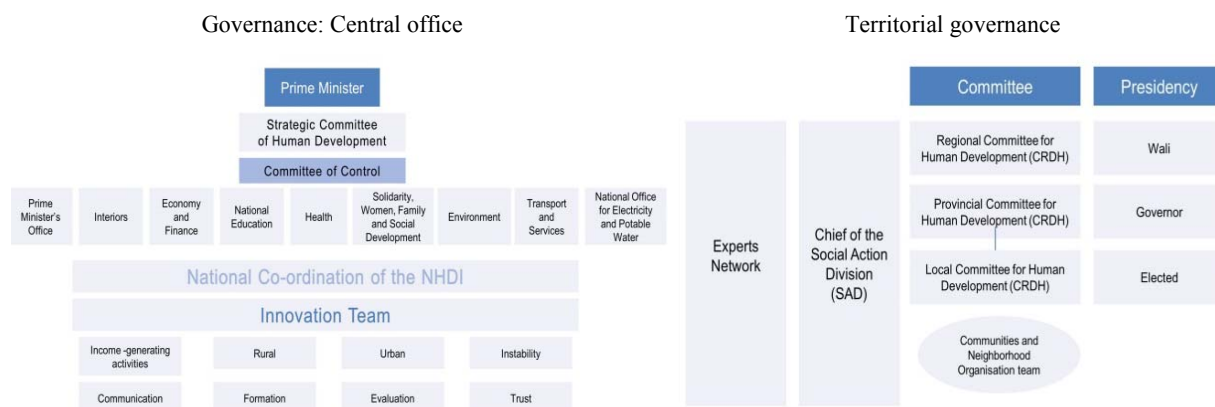 Governance: Central office
Prime Minister
Strategic Committee
of Human Development
Committee of Control
Prime
Minister's
Office
Interiors
Economy
and
Finance
National
Education
Health
Solidarity,
Women, Family
and Social
Development
Environment
Transport
and
Services
National Office
for Electricity
and Potable
Water
National Co-ordination of the NHDI
Innovation Team
Income -generating
activities
Rural
Urban
Instability
Communication
Formation
Evaluation
Trust
Territorial governance
Committee
Presidency
Experts
Network
Chief of the
Social Action
Division
(SAD)
Regional Committee for
Human Development (CRDH)
Wali
Provincial Committee for
Human Development (CRDH)
Governor
Local Committee for Human
Development (CRDH)
Elected
Communities and
Neighborhood
Organisation team